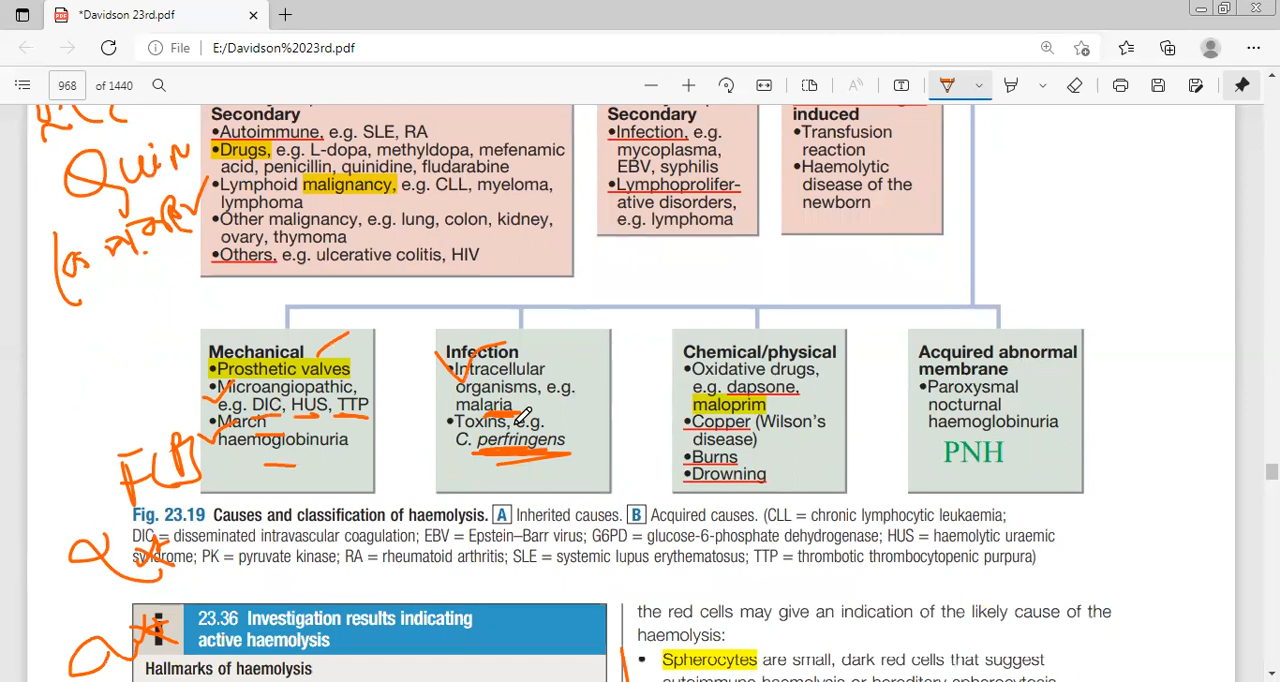 *Davidson 23rd.pdf
File
E:/Davidson%2023rd.pdf
968 of 1440
Secondary
•Autoimmune, e.g. SLE, RA
•Drugs, e.g. L-dopa, methyldopa, mefenamic
acid, penicillin, quinidine, fludarabine
•Lymphoid malignancy, e.g. CLL, myeloma,
lymphoma
•Other malignancy, e.g. lung, colon, kidney,
ovary, thymoma
•Others, e.g. ulcerative colitis, HIV
Secondary
•Infection, e.g.
mycoplasma,
EBV, syphilis
•Lymphoprolifer-
ative disorders,
e.g. lymphoma
induced
•Transfusion
reaction
•Haemolytic
disease of the
newborn
Mechanical
•Prosthetic valves
•Microangiopathic,
e.g. DIC, HUS, TTP
•March
haemoglobinuria
Infection
•Intracellular
organisms, e.g.
malaria
•Toxins, e.g.
C. perfringens
Chemical/physical
•Oxidative drugs,
e.g. dapsone,
maloprim
•Copper (Wilson's
disease)
•Burns
•Drowning
Acquired abnormal
membrane
•Paroxysmal
nocturnal
haemoglobinuria
PNH
Fig. 23.19 Causes and classification of haemolysis. A Inherited causes. B Acquired causes. (CLL = chronic lymphocytic leukaemia;
DIC = disseminated intravascular coagulation; EBV = Epstein–Barr virus; G6PD = glucose-6-phosphate dehydrogenase; HUS = haemolytic uraemic
syndrome; PK = pyruvate kinase; RA = rheumatoid arthritis; SLE = systemic lupus erythematosus; TTP = thrombotic thrombocytopenic purpura)
23.36 Investigation results indicating
active haemolysis
Hallmarks of haemolysis
the red cells may give an indication of the likely cause of the
haemolysis:
• Spherocytes are small, dark red cells that suggest
autoimmune haemolysis or hereditary spherocytosis